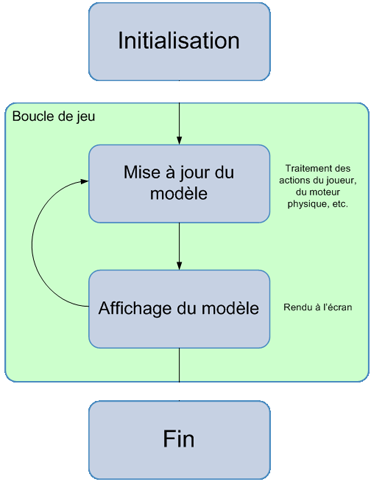 Initialisation
Boucle de jeu
Mise à jour du
modèle
Traitement des
actions du joueur,
du moteur
physique, etc.
Affichage du modèle
Rendu à l'écran
Fin